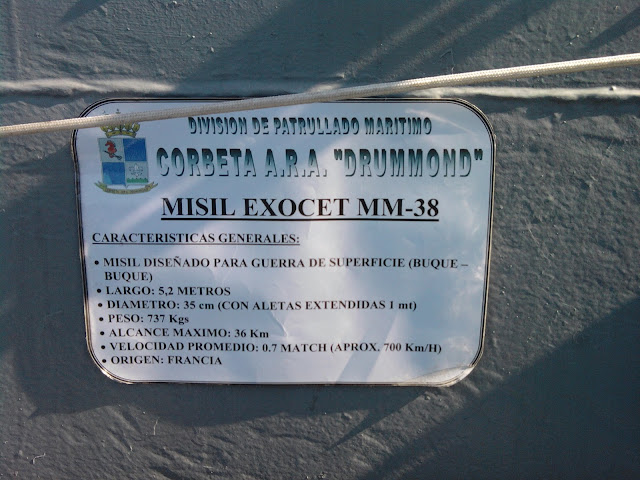 DIVISION DE PATRULLADO MARITIMO
CORBETA A.R.A. "DRUMMOND"
MISIL EXOCET MM-38
CARACTERISTICAS GENERALES:
• MISIL DISEÑADO PARA GUERRA DE SUPERFICIE (BUQUE –
BUQUE)
• LARGO: 5,2 METROS
• DIAMETRO: 35 cm (CON ALETAS EXTENDIDAS 1 mt)
• PESO: 737 Kgs
• ALCANCE MAXIMO: 36 Km
• VELOCIDAD PROMEDIO: 0.7 MATCH (APROX. 700 Km/H)
• ORIGEN: FRANCIA